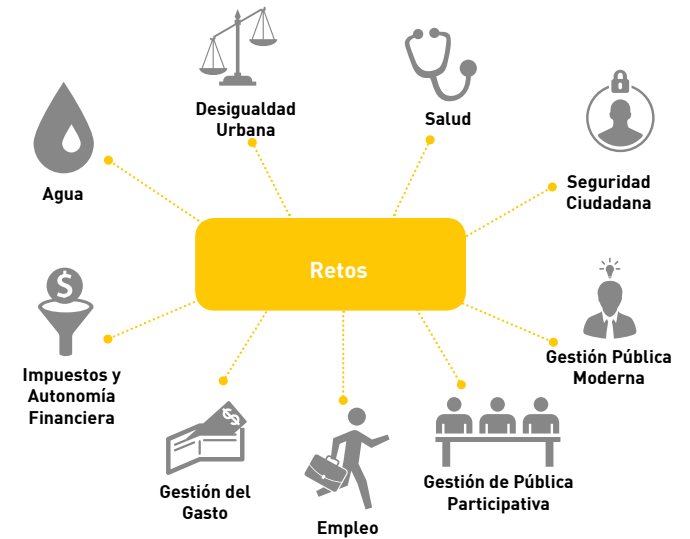 Desigualdad
Urbana
Salud
Agua
Seguridad
Ciudadana
Retos
$
Impuestos y
Autonomía
Financiera
Gestión Pública
Moderna
$
Gestión del
Gasto
Gestión de Pública
Participativa
Empleo